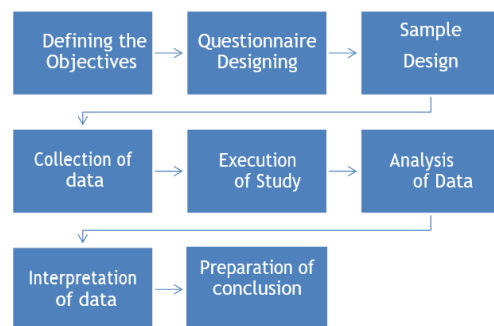 Defining the
Objectives
Questionnaire
Designing
Sample
Design
Collection of
data
Execution
of Study
Analysis
of Data
Interpretation
of data
Preparation of
conclusion